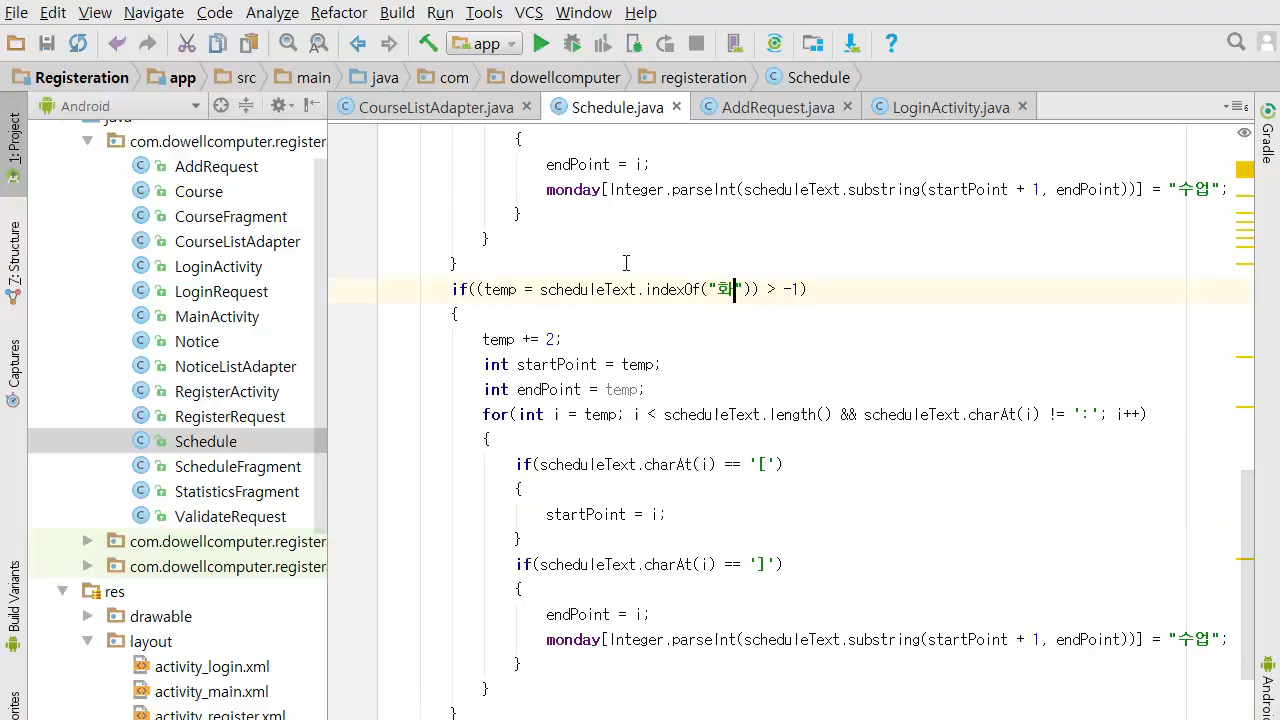 File Edit View Navigate Code Analyze Refactor Build Run Tools VCS Window Help
app
Registeration app src main java com dowellcomputer registeration Schedule
Android
CourseListAdapter.java Schedule.java AddRequest.java LoginActivity.java
1: Project
Z: Structure
Captures
Build Variants
Gradle
java
com.dowellcomputer.register
AddRequest
Course
CourseFragment
CourseListAdapter
LoginActivity
LoginRequest
MainActivity
Notice
NoticeListAdapter
RegisterActivity
RegisterRequest
Schedule
ScheduleFragment
StatisticsFragment
ValidateRequest
com.dowellcomputer.register
com.dowellcomputer.register
res
drawable
layout
activity_login.xml
activity_main.xml
activity_register.xml
{
endPoint = i;
monday[Integer.parseInt(scheduleText.substring(startPoint + 1, endPoint))] = "수업";
}
}
}
if((temp = scheduleText.indexOf("화")) > -1)
{
temp += 2;
int startPoint = temp;
int endPoint = temp;
for(int i = temp; i < scheduleText.length() && scheduleText.charAt(i) != ':'; i++)
{
if(scheduleText.charAt(i) == '[')
{
startPoint = i;
}
if(scheduleText.charAt(i) == ']')
{
endPoint = i;
monday[Integer.parseInt(scheduleText.substring(startPoint + 1, endPoint))] = "수업";
}
}
}